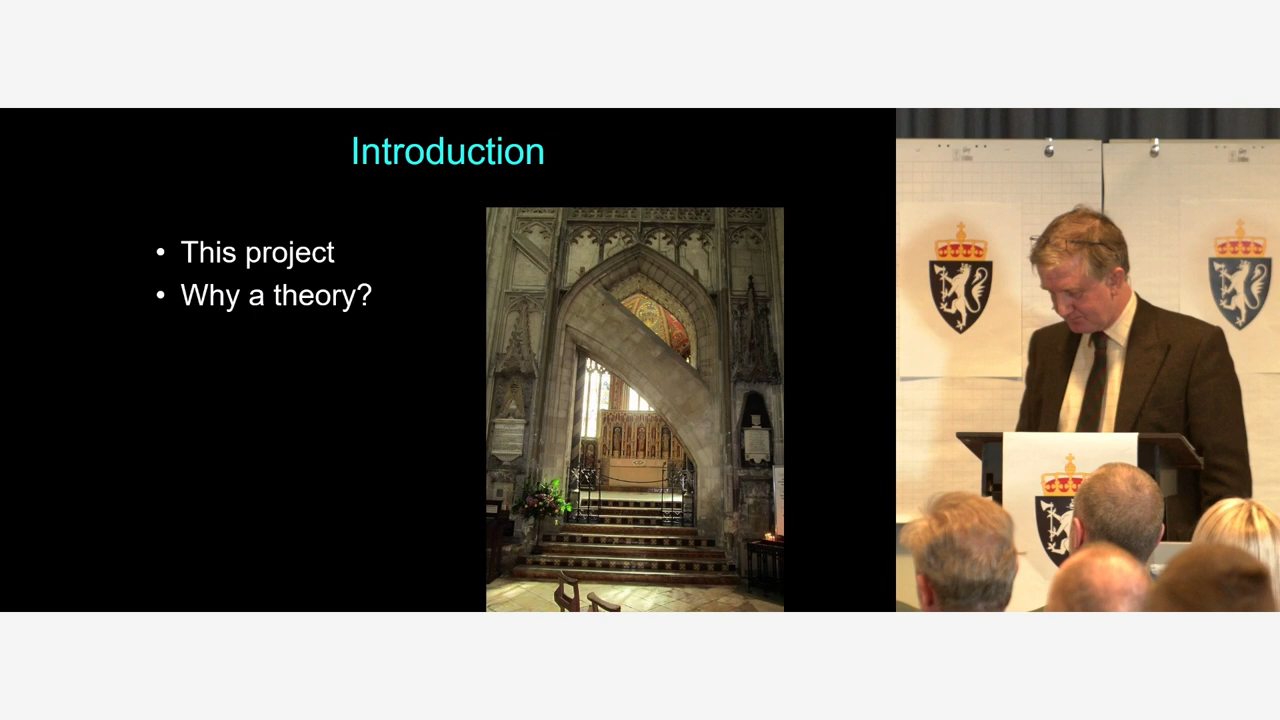 Introduction
• This project
• Why a theory?